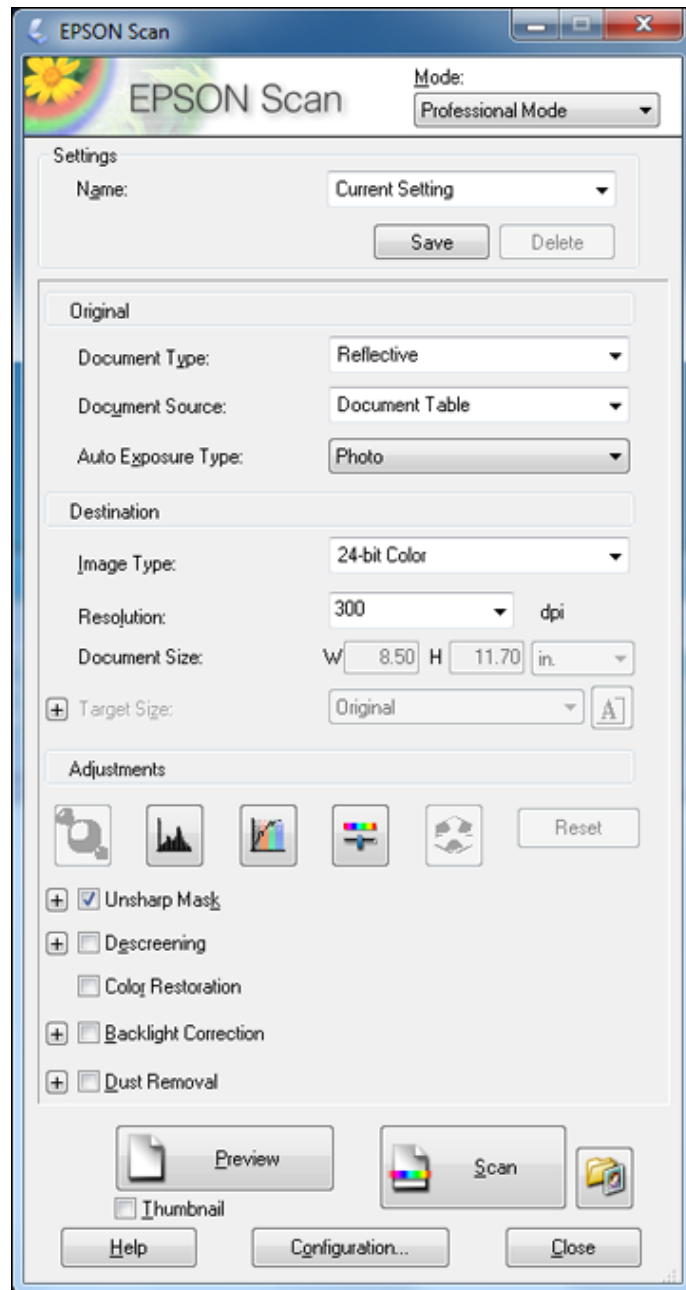 EPSON Scan
EPSON Scan
Mode:
Professional Mode
Settings
Name: Current Setting
Save Delete
Original
Document Type: Reflective
Document Source: Document Table
Auto Exposure Type: Photo
Destination
Image Type: 24-bit Color
Resolution: 300 dpi
Document Size: W 8.50 H 11.70 in.
Target Size: Original A
Adjustments
Reset
Unsharp Mask
Descreening
Color Restoration
Backlight Correction
Dust Removal
Preview Scan
Thumbnail
Help Configuration... Close